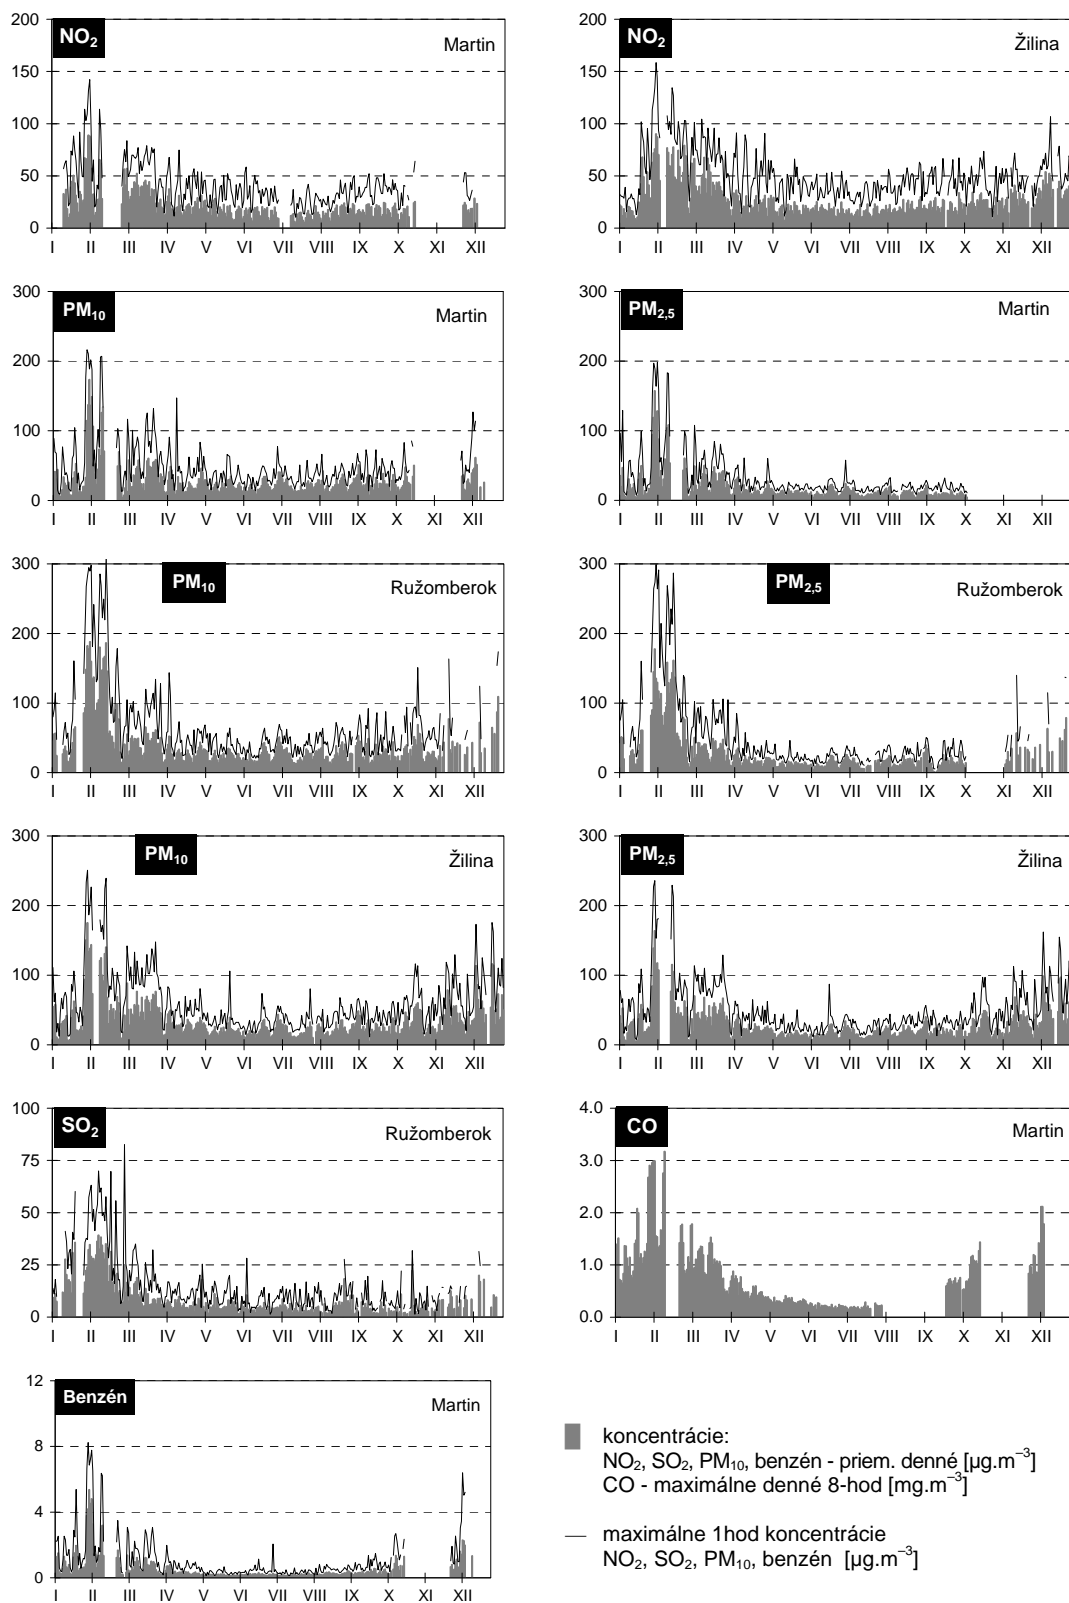 NO2 Martin
200
150
100
50
0
I II III IV V VI VII VIII IX X XI XII
NO2 Žilina
200
150
100
50
0
I II III IV V VI VII VIII IX X XI XII
PM10 Martin
300
200
100
0
I II III IV V VI VII VIII IX X XI XII
PM2,5 Martin
300
200
100
0
I II III IV V VI VII VIII IX X XI XII
PM10 Ružomberok
300
200
100
0
I II III IV V VI VII VIII IX X XI XII
PM2,5 Ružomberok
300
200
100
0
I II III IV V VI VII VIII IX X XI XII
PM10 Žilina
300
200
100
0
I II III IV V VI VII VIII IX X XI XII
PM2,5 Žilina
300
200
100
0
I II III IV V VI VII VIII IX X XI XII
SO2 Ružomberok
100
75
50
25
0
I II III IV V VI VII VIII IX X XI XII
CO Martin
4.0
3.0
2.0
1.0
0.0
I II III IV V VI VII VIII IX X XI XII
Benzén Martin
12
8
4
0
I II III IV V VI VII VIII IX X XI XII
koncentrácie:
NO2, SO2, PM10, benzén - priem. denné [µg.m–3]
CO - maximálne denné 8-hod [mg.m–3]
maximálne 1hod koncentrácie
NO2, SO2, PM10, benzén [µg.m–3]